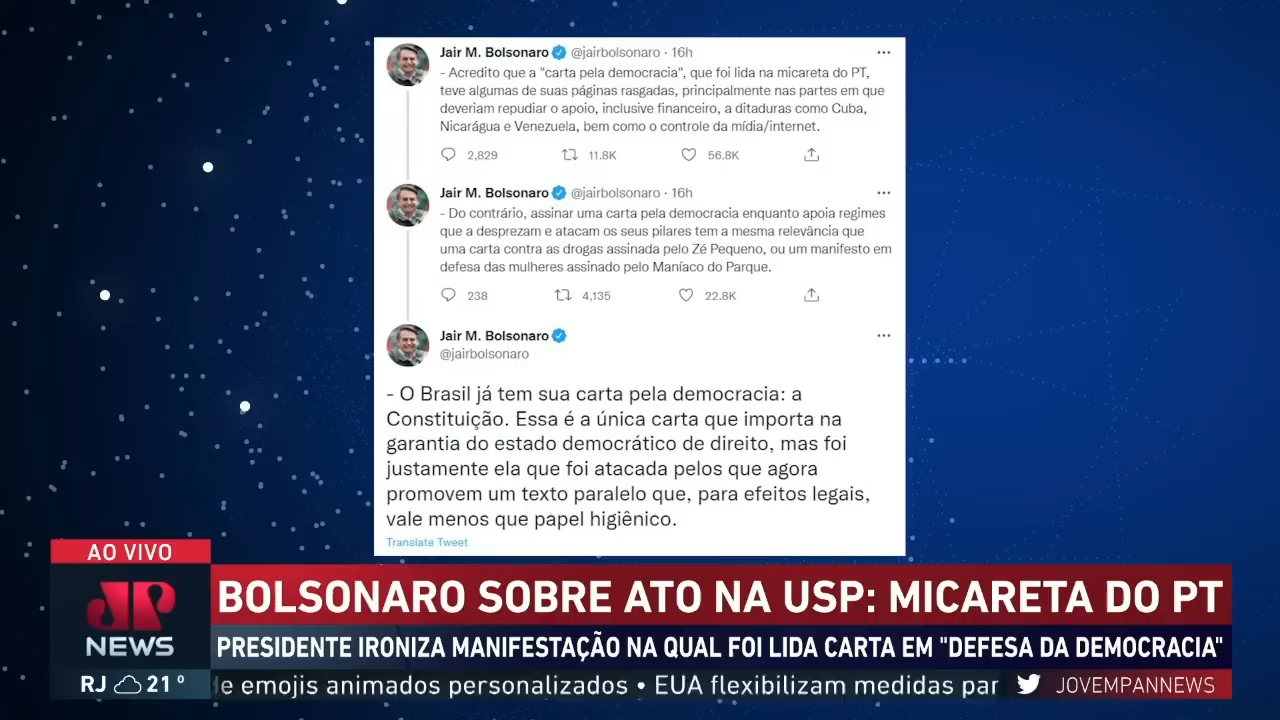 Jair M. Bolsonaro @jairbolsonaro · 16h
- Acredito que a "carta pela democracia", que foi lida na micareta do PT,
teve algumas de suas páginas rasgadas, principalmente nas partes em que
deveriam repudiar o apoio, inclusive financeiro, a ditaduras como Cuba,
Nicarágua e Venezuela, bem como o controle da mídia/internet.
2,829 11.8K 56.8K
Jair M. Bolsonaro @jairbolsonaro · 16h
- Do contrário, assinar uma carta pela democracia enquanto apoia regimes
que a desprezam e atacam os seus pilares tem a mesma relevância que
uma carta contra as drogas assinada pelo Zé Pequeno, ou um manifesto em
defesa das mulheres assinado pelo Maníaco do Parque.
238 4,135 22.8K
Jair M. Bolsonaro
@jairbolsonaro
- O Brasil já tem sua carta pela democracia: a
Constituição. Essa é a única carta que importa na
garantia do estado democrático de direito, mas foi
justamente ela que foi atacada pelos que agora
promovem um texto paralelo que, para efeitos legais,
vale menos que papel higiênico.
Translate Tweet
AO VIVO
JP
NEWS
BOLSONARO SOBRE ATO NA USP: MICARETA DO PT
PRESIDENTE IRONIZA MANIFESTAÇÃO NA QUAL FOI LIDA CARTA EM "DEFESA DA DEMOCRACIA"
RJ 21° de emojis animados personalizados • EUA flexibilizam medidas par JOVEMPANNEWS